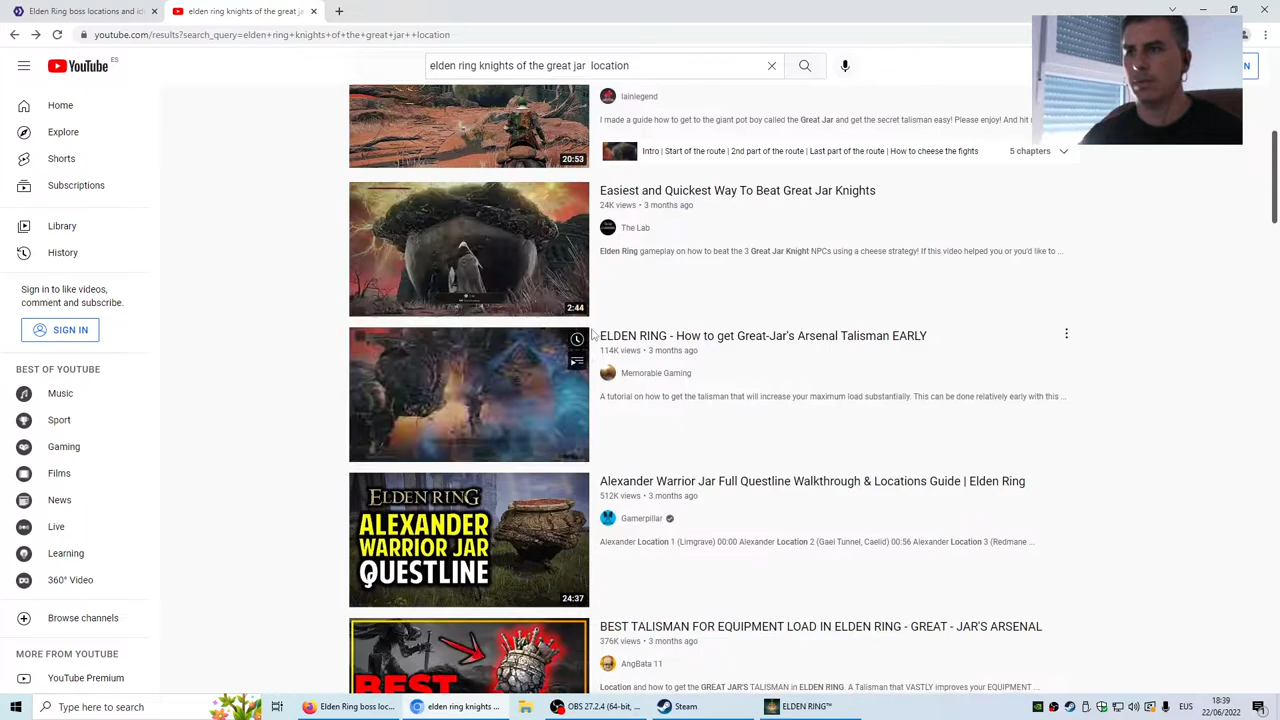 Elden Ring boss locations and i
elden ring knights of the great ja
youtube.com/results?search_query=elden+ring+knights+of+the+great+jar++location
YouTube ES
elden ring knights of the great jar location
Home
Explore
Shorts
Subscriptions
Library
History
Sign in to like videos,
comment and subscribe.
SIGN IN
BEST OF YOUTUBE
Music
Sport
Gaming
Films
News
Live
Learning
360° Video
Browse channels
MORE FROM YOUTUBE
YouTube Premium
20:53
Iainlegend
I made a guide how to get to the giant pot boy called the Great Jar and get the secret talisman easy! Please enjoy! And hit
Intro | Start of the route | 2nd part of the route | Last part of the route | How to cheese the fights
5 chapters
2:44
Easiest and Quickest Way To Beat Great Jar Knights
24K views • 3 months ago
The Lab
Elden Ring gameplay on how to beat the 3 Great Jar Knight NPCs using a cheese strategy! If this video helped you or you'd like to ...
ELDEN RING - How to get Great-Jar's Arsenal Talisman EARLY
114K views • 3 months ago
Memorable Gaming
A tutorial on how to get the talisman that will increase your maximum load substantially. This can be done relatively early with this ...
ELDEN RING
ALEXANDER
WARRIOR JAR
QUESTLINE
24:37
Alexander Warrior Jar Full Questline Walkthrough & Locations Guide | Elden Ring
512K views • 3 months ago
Gamerpillar
Alexander Location 1 (Limgrave) 00:00 Alexander Location 2 (Gael Tunnel, Caelid) 00:56 Alexander Location 3 (Redmane ...
BEST
BEST TALISMAN FOR EQUIPMENT LOAD IN ELDEN RING - GREAT - JAR'S ARSENAL
376K views • 3 months ago
AngBata 11
Location and how to get the GREAT JAR'S TALISMAN in ELDEN RING. A Talisman that VASTLY improves your EQUIPMENT ...
Type here to search
Elden Ring boss loc...
elden ring knights ...
OBS 27.2.4 (64-bit, ...
Steam
ELDEN RING™
EUS
18:39
22/06/2022